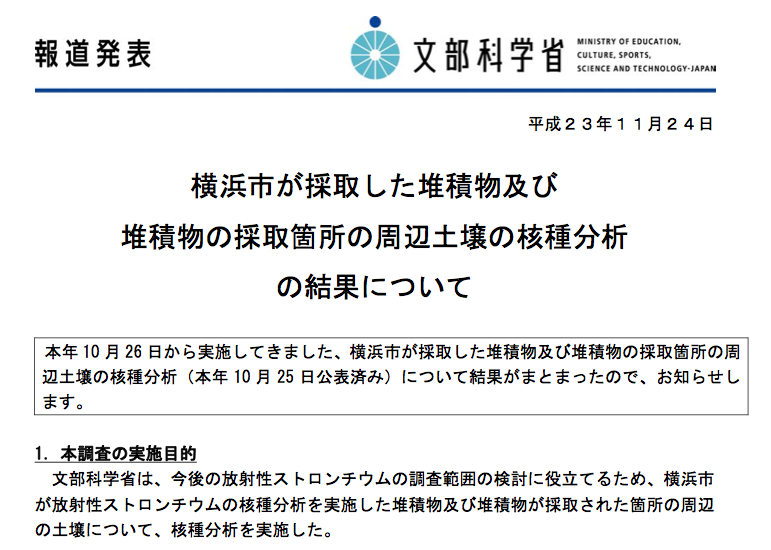 報道発表
文部科学省
MINISTRY OF EDUCATION,
CULTURE, SPORTS,
SCIENCE AND TECHNOLOGY-JAPAN
平成23年11月24日
横浜市が採取した堆積物及び
堆積物の採取箇所の周辺土壌の核種分析
の結果について
本年 10 月 26 日から実施してきました、横浜市が採取した堆積物及び堆積物の採取箇所の周
辺土壌の核種分析（本年 10 月 25 日公表済み）について結果がまとまったので、お知らせし
ます。
1. 本調査の実施目的
文部科学省は、今後の放射性ストロンチウムの調査範囲の検討に役立てるため、横浜市
が放射性ストロンチウムの核種分析を実施した堆積物及び堆積物が採取された箇所の周辺
の土壌について、核種分析を実施した。